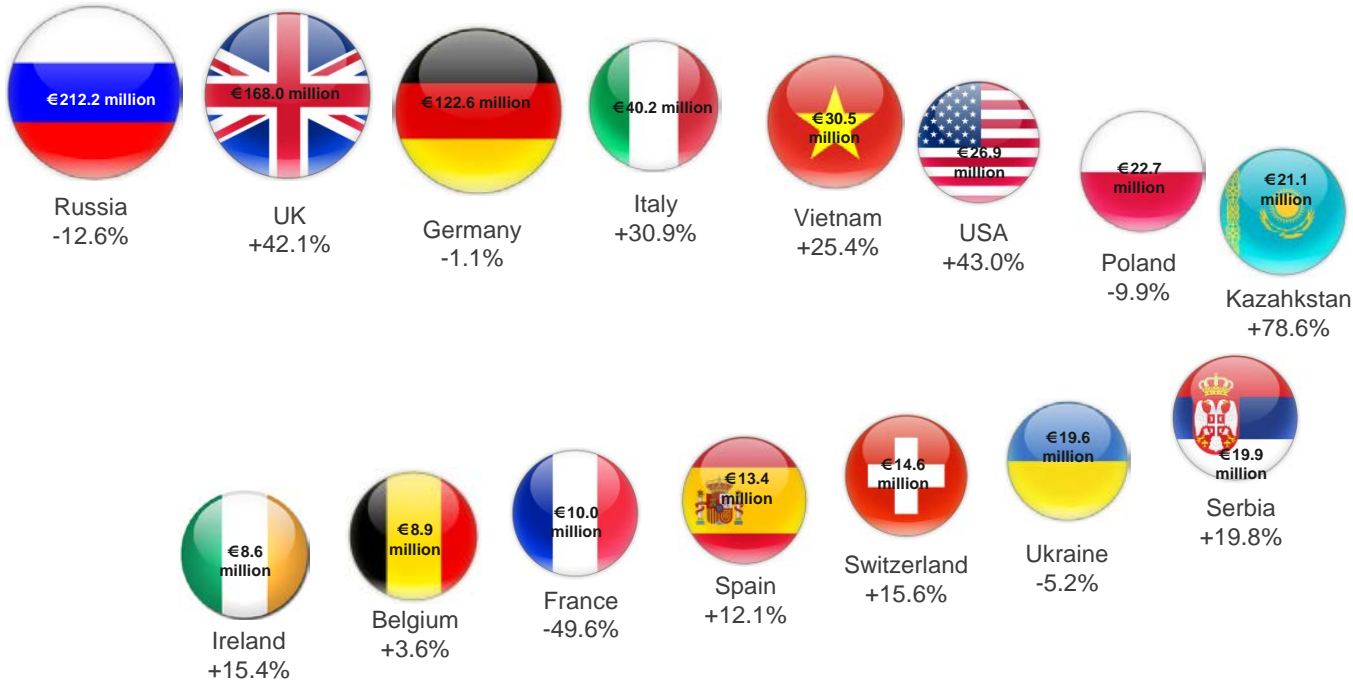 €212.2 million
Russia
-12.6%
€168.0 million
UK
+42.1%
€122.6 million
Germany
-1.1%
€40.2 million
Italy
+30.9%
€30.5
million
Vietnam
+25.4%
€26.9
million
USA
+43.0%
€22.7
million
Poland
-9.9%
€21.1
million
Kazahkstan
+78.6%
€8.6
million
Ireland
+15.4%
€8.9
million
Belgium
+3.6%
€10.0
million
France
-49.6%
€13.4
million
Spain
+12.1%
€14.6
million
Switzerland
+15.6%
€19.6
million
Ukraine
-5.2%
€19.9
million
Serbia
+19.8%